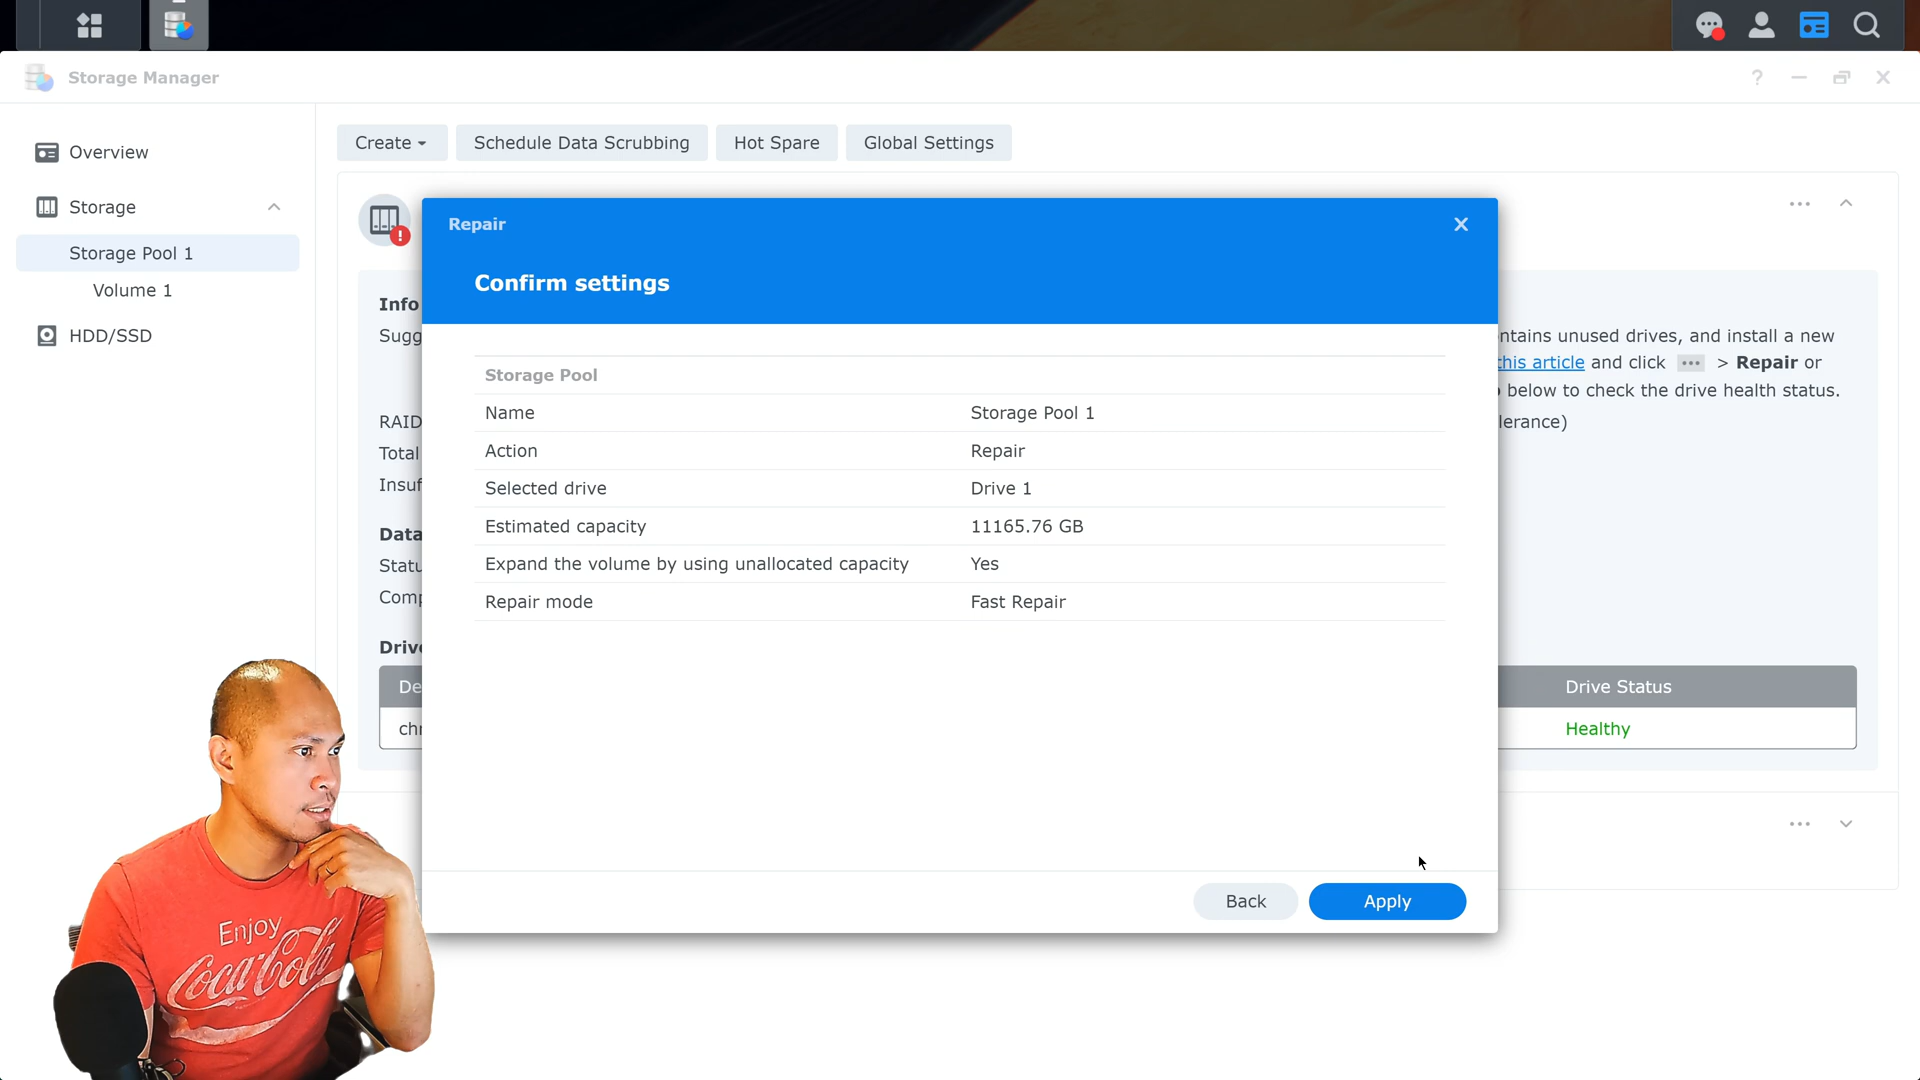 Storage Manager
?
Overview
Storage
Storage Pool 1
Volume 1
HDD/SSD
Create
Schedule Data Scrubbing
Hot Spare
Global Settings
Repair
Confirm settings
Storage Pool
Name Storage Pool 1
Action Repair
Selected drive Drive 1
Estimated capacity 11165.76 GB
Expand the volume by using unallocated capacity Yes
Repair mode Fast Repair
Back
Apply
Info
Sugg
RAID
Total
Insuf
Data
Statu
Comp
Drive
De
chr
ntains unused drives, and install a new
this article and click ··· > Repair or
below to check the drive health status.
lerance)
Drive Status
Healthy
Enjoy
Coca-Cola